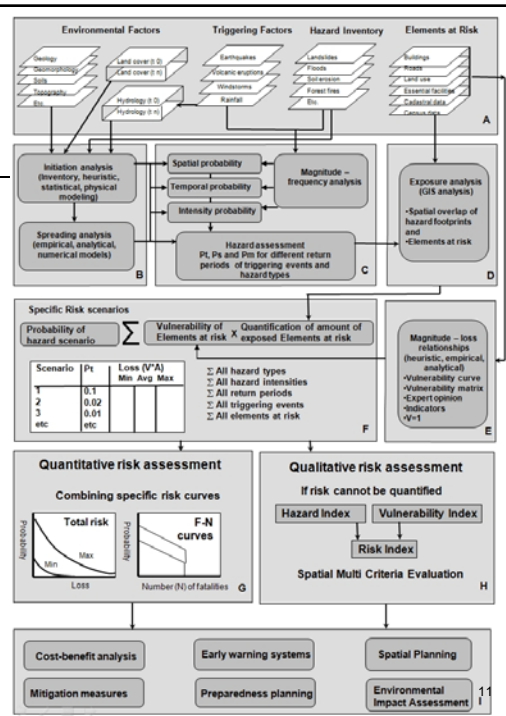 Environmental Factors
Triggering Factors
Hazard Inventory
Elements at Risk
Geology
Geomorphology
Soils
Topography
Etc.
Land cover (t 0)
Land cover (t n)
Hydrology (t 0)
Hydrology (t n)
Earthquakes
Volcanic eruptions
Windstorms
Rainfall
Landslides
Floods
Soil erosion
Forest fires
Etc.
Buildings
Roads
Land use
Essential facilities
Cadastral data
Census data
A
Initiation analysis
(Inventory, heuristic,
statistical, physical
modeling)
Spreading analysis
(empirical, analytical,
numerical models)
B
Spatial probability
Temporal probability
Intensity probability
Magnitude –
frequency analysis
Hazard assessment
Pt, Ps and Pm for different return
periods of triggering events and
hazard types
C
Exposure analysis
(GIS analysis)
•Spatial overlap of
hazard footprints
and
•Elements at risk
D
Specific Risk scenarios
Probability of
hazard scenario
Σ
Vulnerability of
Elements at risk
X
Quantification of amount of
exposed Elements at risk
Scenario Pt Loss (V*A)
Min Avg Max
1 0.1
2 0.02
3 0.01
etc etc
Σ All hazard types
Σ All hazard intensities
Σ All return periods
Σ All triggering events
Σ All elements at risk
F
Magnitude – loss
relationships
(heuristic, empirical,
analytical)
•Vulnerability curve
•Vulnerability matrix
•Expert opinion
•Indicators
•V=1
E
Quantitative risk assessment
Combining specific risk curves
Probability
Total risk
Min
Max
Loss
Probability
F-N
curves
Number (N) of fatalities
G
Qualitative risk assessment
If risk cannot be quantified
Hazard Index
Vulnerability Index
Risk Index
Spatial Multi Criteria Evaluation
H
Cost-benefit analysis
Early warning systems
Spatial Planning
Mitigation measures
Preparedness planning
Environmental
Impact Assessment
11
I